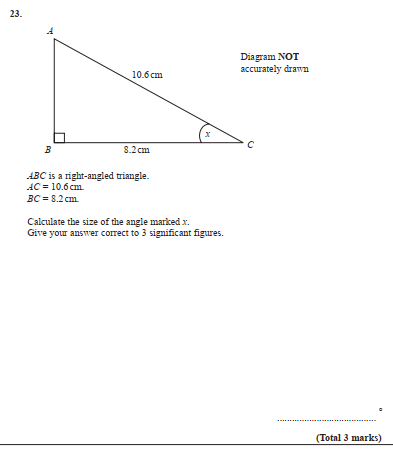 23.
A
Diagram NOT
accurately drawn
10.6 cm
x
B
8.2 cm
C
ABC is a right-angled triangle.
AC = 10.6 cm.
BC = 8.2 cm.
Calculate the size of the angle marked x.
Give your answer correct to 3 significant figures.
.......................................... °
(Total 3 marks)